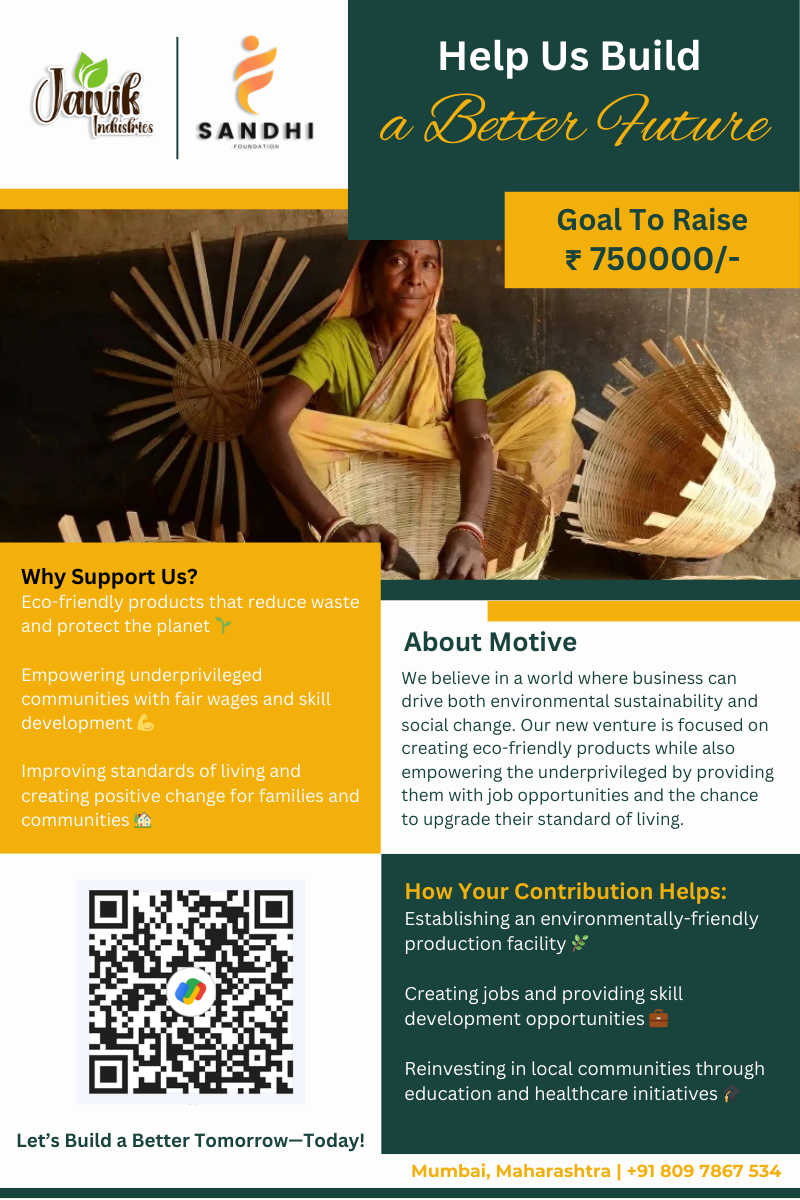 Jaivik
Industries
SANDHI
FOUNDATION
Help Us Build
a Better Future
Goal To Raise
₹ 750000/-
Why Support Us?
Eco-friendly products that reduce waste
and protect the planet 🌱
Empowering underprivileged
communities with fair wages and skill
development 💪
Improving standards of living and
creating positive change for families and
communities 🏡
About Motive
We believe in a world where business can
drive both environmental sustainability and
social change. Our new venture is focused on
creating eco-friendly products while also
empowering the underprivileged by providing
them with job opportunities and the chance
to upgrade their standard of living.
How Your Contribution Helps:
Establishing an environmentally-friendly
production facility 🌿
Creating jobs and providing skill
development opportunities 💼
Reinvesting in local communities through
education and healthcare initiatives 🎓
Let's Build a Better Tomorrow—Today!
Mumbai, Maharashtra | +91 809 7867 534